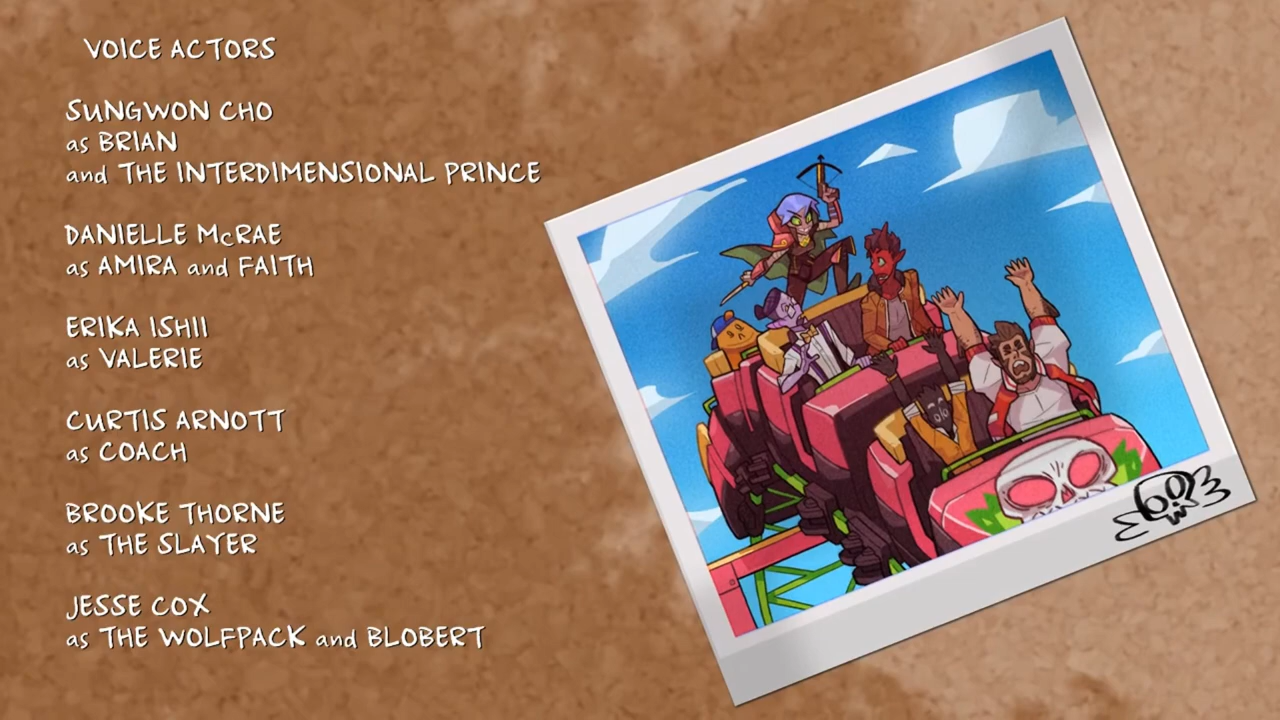 VOICE ACTORS
SUNGWON CHO
as BRIAN
and THE INTERDIMENSIONAL PRINCE
DANIELLE McRAE
as AMIRA and FAITH
ERIKA ISHII
as VALERIE
CURTIS ARNOTT
as COACH
BROOKE THORNE
as THE SLAYER
JESSE COX
as THE WOLFPACK and BLOBERT